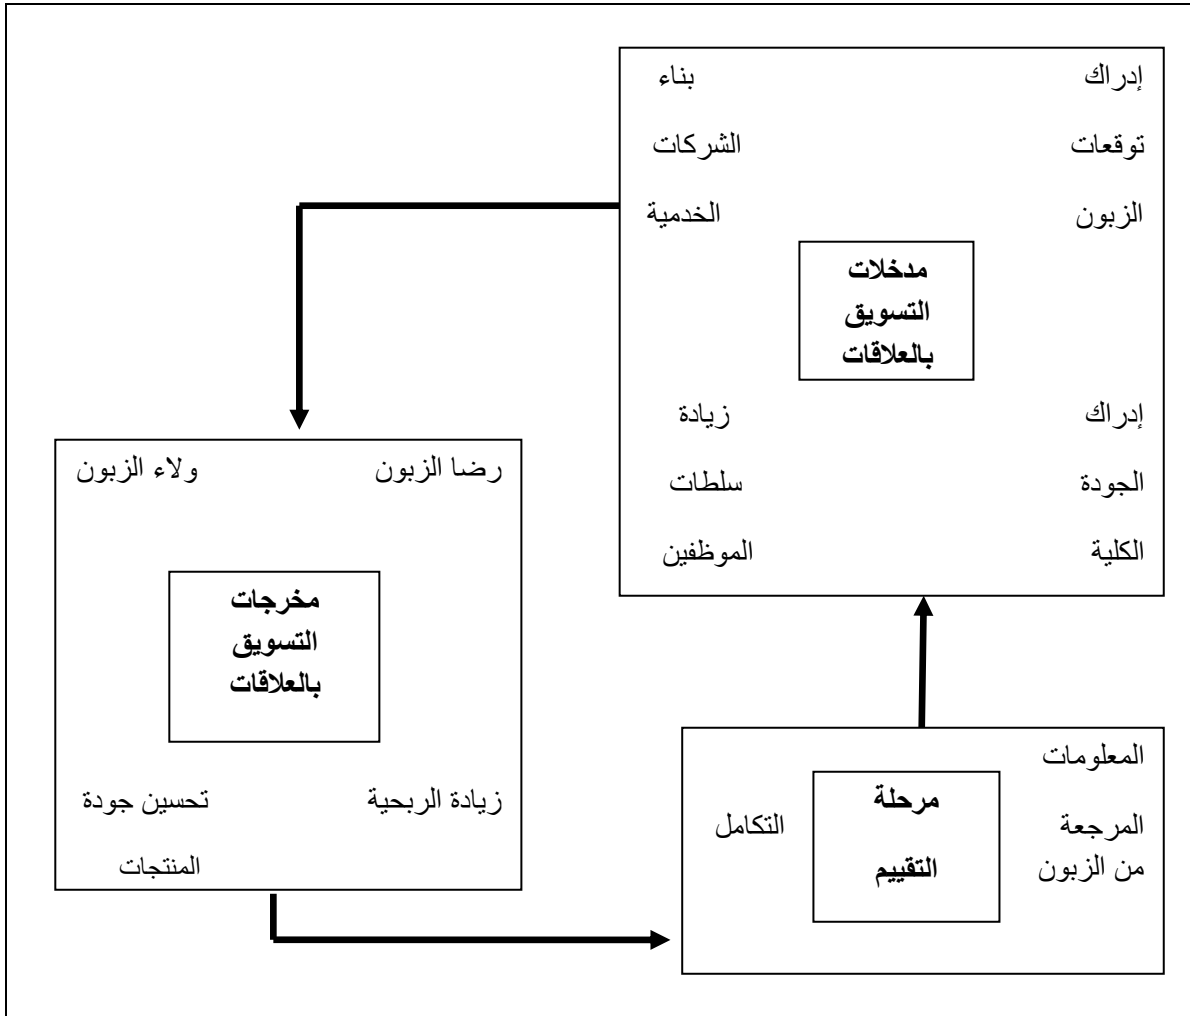 إدراك
توقعات
الزبون
بناء
الشركات
الخدمية
مدخلات
التسويق
بالعلاقات
إدراك
الجودة
الكلية
زيادة
سلطات
الموظفين
رضا الزبون
ولاء الزبون
مخرجات
التسويق
بالعلاقات
زيادة الربحية
تحسين جودة
المنتجات
المعلومات
المرجعة
من الزبون
مرحلة
التقييم
التكامل